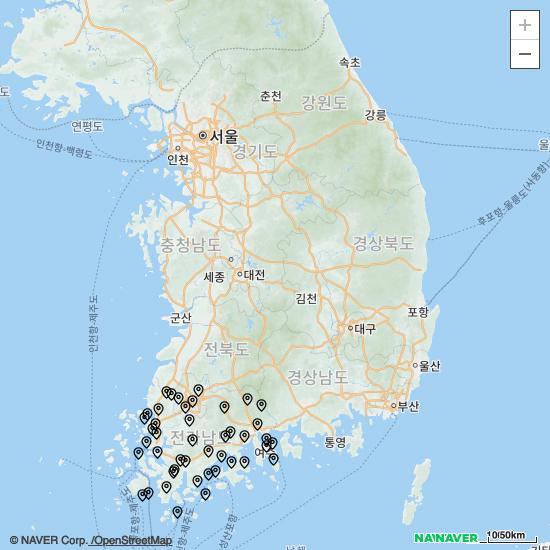 속초
춘천
강원도
강릉
도
연평도
서울
인천
경기도
인천항-백령도
울
후포항-울릉도(사동항)
충청남도
경상북도
세종
대전
김천
인천항-제주도
군산
포항
대구
전북도
울산
경상남도
부산
전라남도
통영
여
© NAVER Corp. /OpenStreetMap
NAVER
10/50km